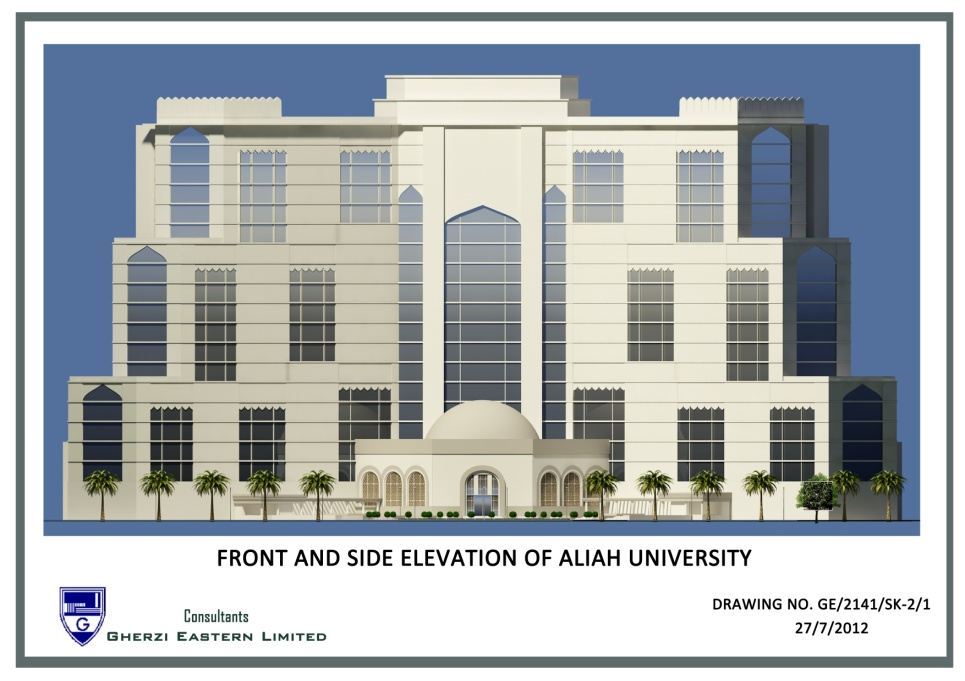 FRONT AND SIDE ELEVATION OF ALIAH UNIVERSITY
G
Consultants
GHERZI EASTERN LIMITED
DRAWING NO. GE/2141/SK-2/1
27/7/2012